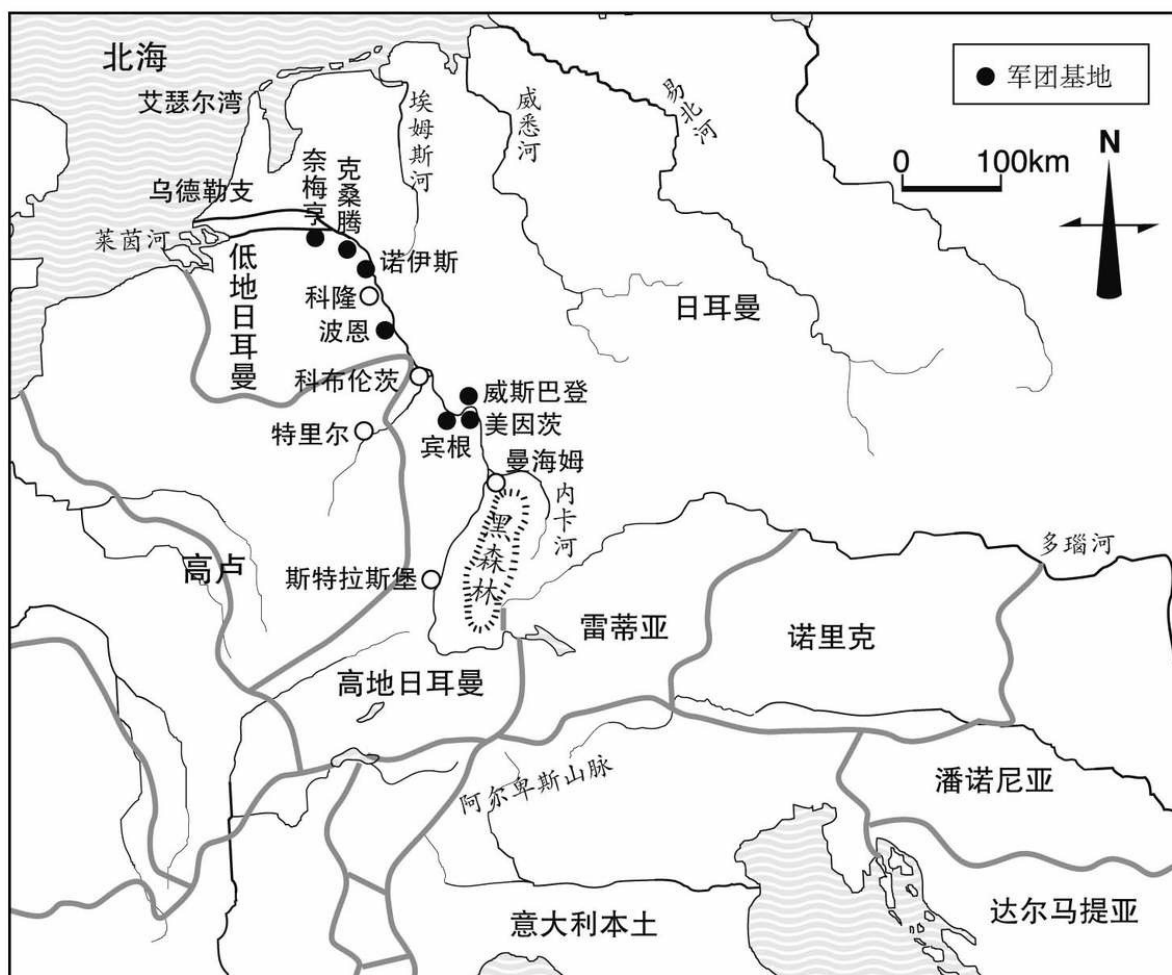 北海
军团基地
艾瑟尔湾
埃姆斯河
威悉河
易北河
0 100km
N
奈梅亨
克桑腾
乌德勒支
莱茵河
诺伊斯
低地日耳曼
科隆
日耳曼
波恩
科布伦茨
威斯巴登
美因茨
特里尔
宾根
曼海姆
内卡河
黑森林
高卢
多瑙河
斯特拉斯堡
雷蒂亚
诺里克
高地日耳曼
阿尔卑斯山脉
潘诺尼亚
意大利本土
达尔马提亚